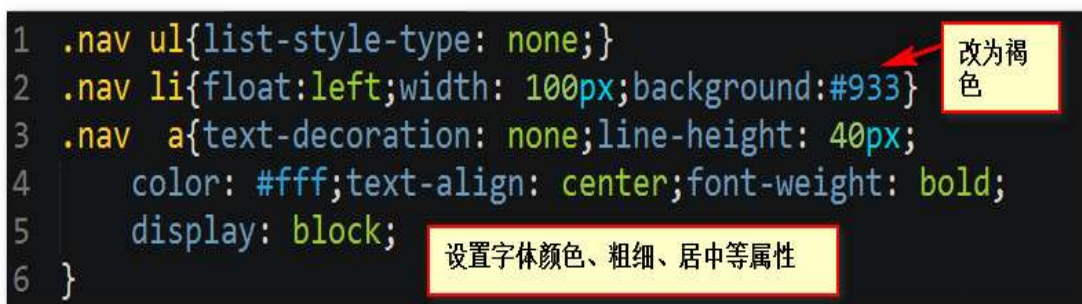 1 .nav ul{list-style-type: none;}
2 .nav li{float:left;width: 100px;background:#933}
3 .nav  a{text-decoration: none;line-height: 40px;
4     color: #fff;text-align: center;font-weight: bold;
5     display: block;
6 }
改为褐
色
设置字体颜色、粗细、居中等属性